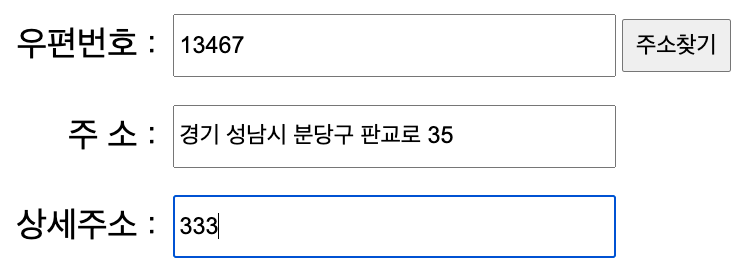 우편번호 : 13467 주소찾기
주 소 : 경기 성남시 분당구 판교로 35
상세주소 : 333